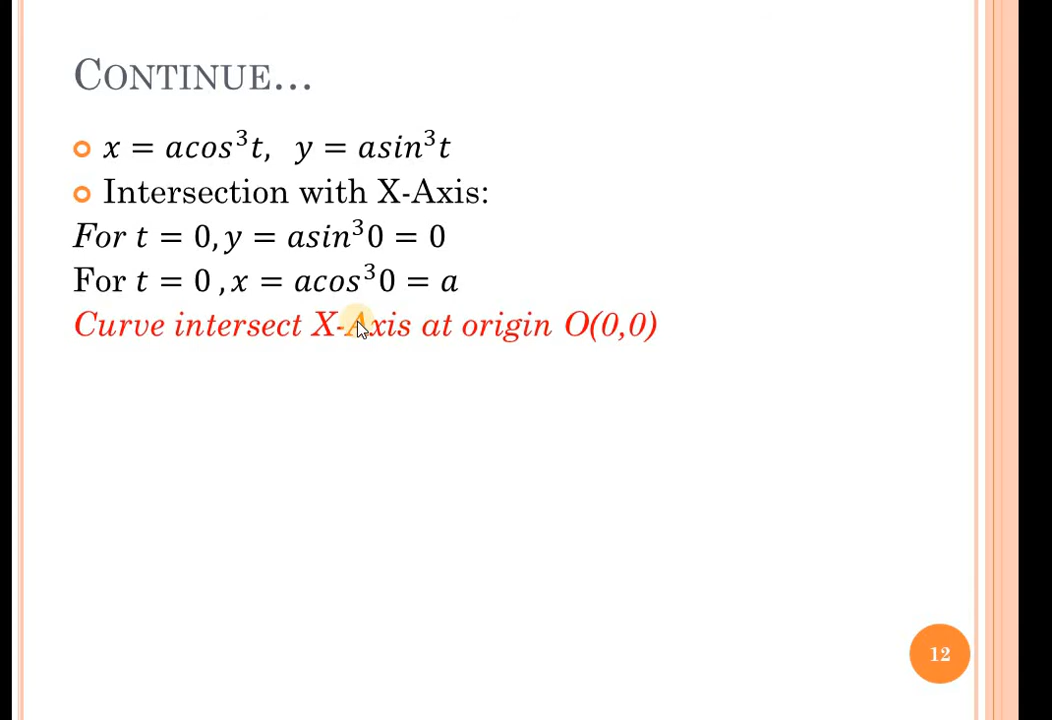 CONTINUE...
x = acos³t, y = asin³t
Intersection with X-Axis:
For t = 0, y = asin³0 = 0
For t = 0 , x = acos³0 = a
Curve intersect X-Axis at origin O(0,0)
12